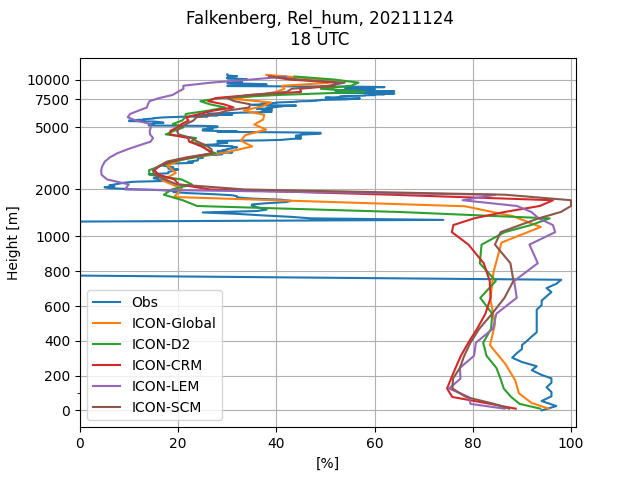 Falkenberg, Rel_hum, 20211124
18 UTC
10000
7500
5000
2000
1000
800
600
400
200
0
Height [m]
Obs
ICON-Global
ICON-D2
ICON-CRM
ICON-LEM
ICON-SCM
0 20 40 60 80 100
[%]